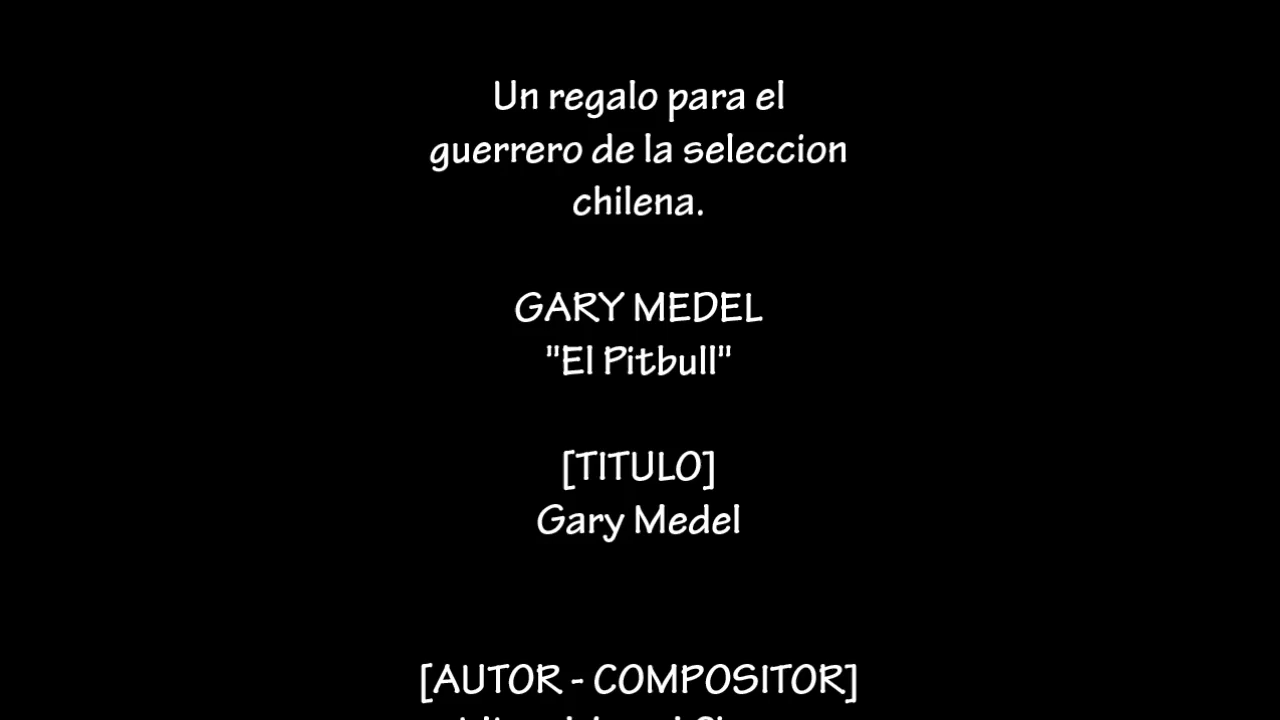 Un regalo para el
guerrero de la seleccion
chilena.
GARY MEDEL
"El Pitbull"
[TITULO]
Gary Medel
[AUTOR - COMPOSITOR]